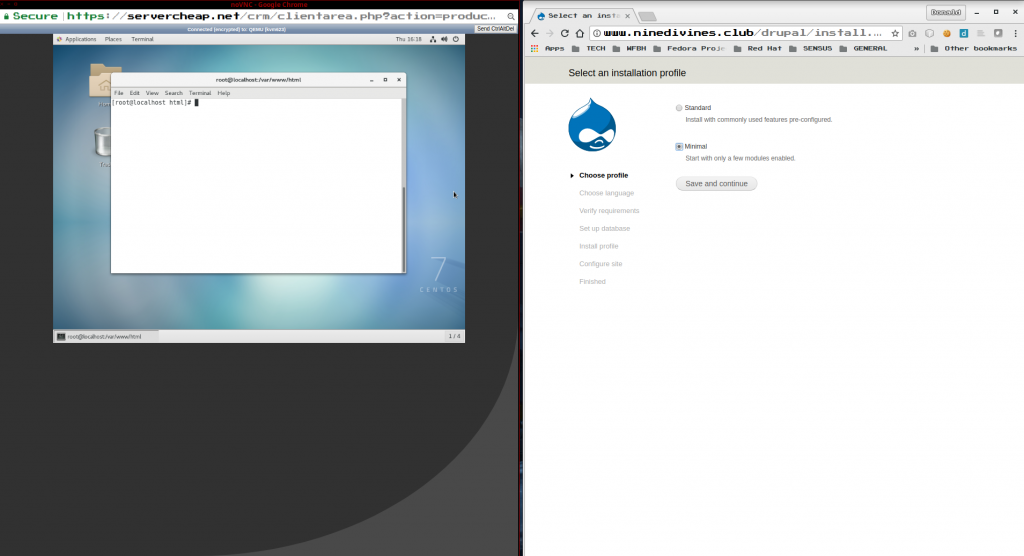 noVNC - Google Chrome
Secure | https://servercheap.net/crm/clientarea.php?action=produc...
Connected (encrypted) to: QEMU
Send CtrlAltDel
Applications Places Terminal
Thu 16:18
root@localhost:/var/www/html
File Edit View Search Terminal Help
[root@localhost html]#
7
CENTOS
root@localhost:/var/www/html
1 / 4
Select an inst
www.ninedivines.club/drupal/install....
Apps TECH WFBH Fedora Proje Red Hat SENSUS GENERAL » Other bookmarks
Select an installation profile
Standard
Install with commonly used features pre-configured.
Minimal
Start with only a few modules enabled.
Save and continue
Choose profile
Choose language
Verify requirements
Set up database
Install profile
Configure site
Finished